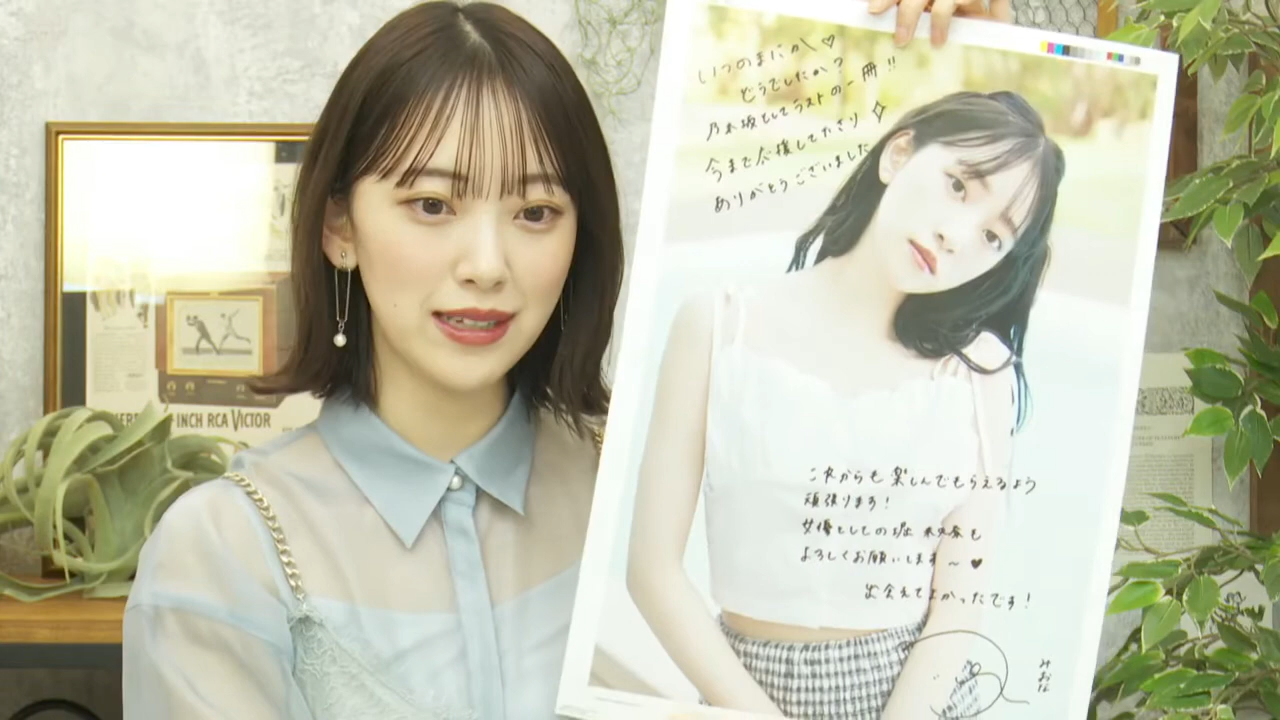 いつのまにか♡
どうでしたか?
乃木坂としてラストの一冊!!
今まで応援してくださり
ありがとうございました
これからも楽しんでもらえるよう
頑張ります!
女優としての堀 未央奈も
よろしくお願いします~♥
出会えてよかったです!
みおな
INCH RCA VICTOR